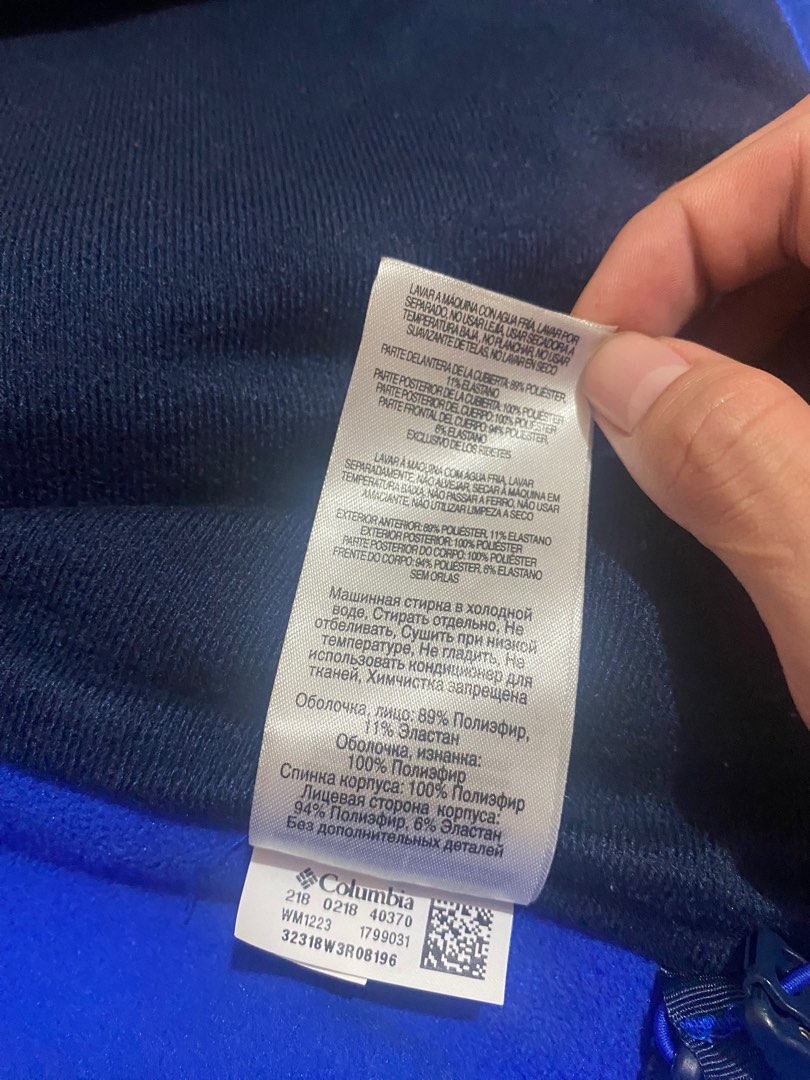 LAVAR A MÁQUINA CON AGUA FRIA, LAVAR POR
SEPARADO, NO USAR LEJIA, USAR SECADORA A
TEMPERATURA BAJA, NO PLANCHAR, NO USAR
SUAVIZANTE DE TELAS, NO LAVAR EN SECO
PARTE DELANTERA DE LA CUBIERTA: 89% POLIÉSTER,
11% ELASTANO
PARTE POSTERIOR DE LA CUBIERTA: 100% POLIÉSTER
PARTE POSTERIOR DEL CUERPO: 100% POLIÉSTER
PARTE FRONTAL DEL CUERPO: 94% POLIÉSTER,
6% ELASTANO
EXCLUSIVO DE LOS RIDETES
LAVAR À MÁQUINA COM AGUA FRIA, LAVAR
SEPARADAMENTE, NÃO ALVEJAR, SECAR À MÁQUINA EM
TEMPERATURA BAIXA, NÃO PASSAR A FERRO, NÃO USAR
AMACIANTE, NÃO UTILIZAR LIMPEZA A SECO
EXTERIOR ANTERIOR: 89% POLIÉSTER, 11% ELASTANO
EXTERIOR POSTERIOR: 100% POLIÉSTER
PARTE POSTERIOR DO CORPO: 100% POLIÉSTER
FRENTE DO CORPO: 94% POLIÉSTER, 6% ELASTANO
SEM ORLAS
Машинная стирка в холодной
воде, Стирать отдельно, Не
отбеливать, Сушить при низкой
температуре, Не гладить, Не
использовать кондиционер для
тканей, Химчистка запрещена
Оболочка, лицо: 89% Полиэфир,
11% Эластан
Оболочка, изнанка:
100% Полиэфир
Спинка корпуса: 100% Полиэфир
Лицевая сторона корпуса:
94% Полиэфир, 6% Эластан
Без дополнительных деталей
Columbia
218 0218 40370
WM1223 1799031
32318W3R08196